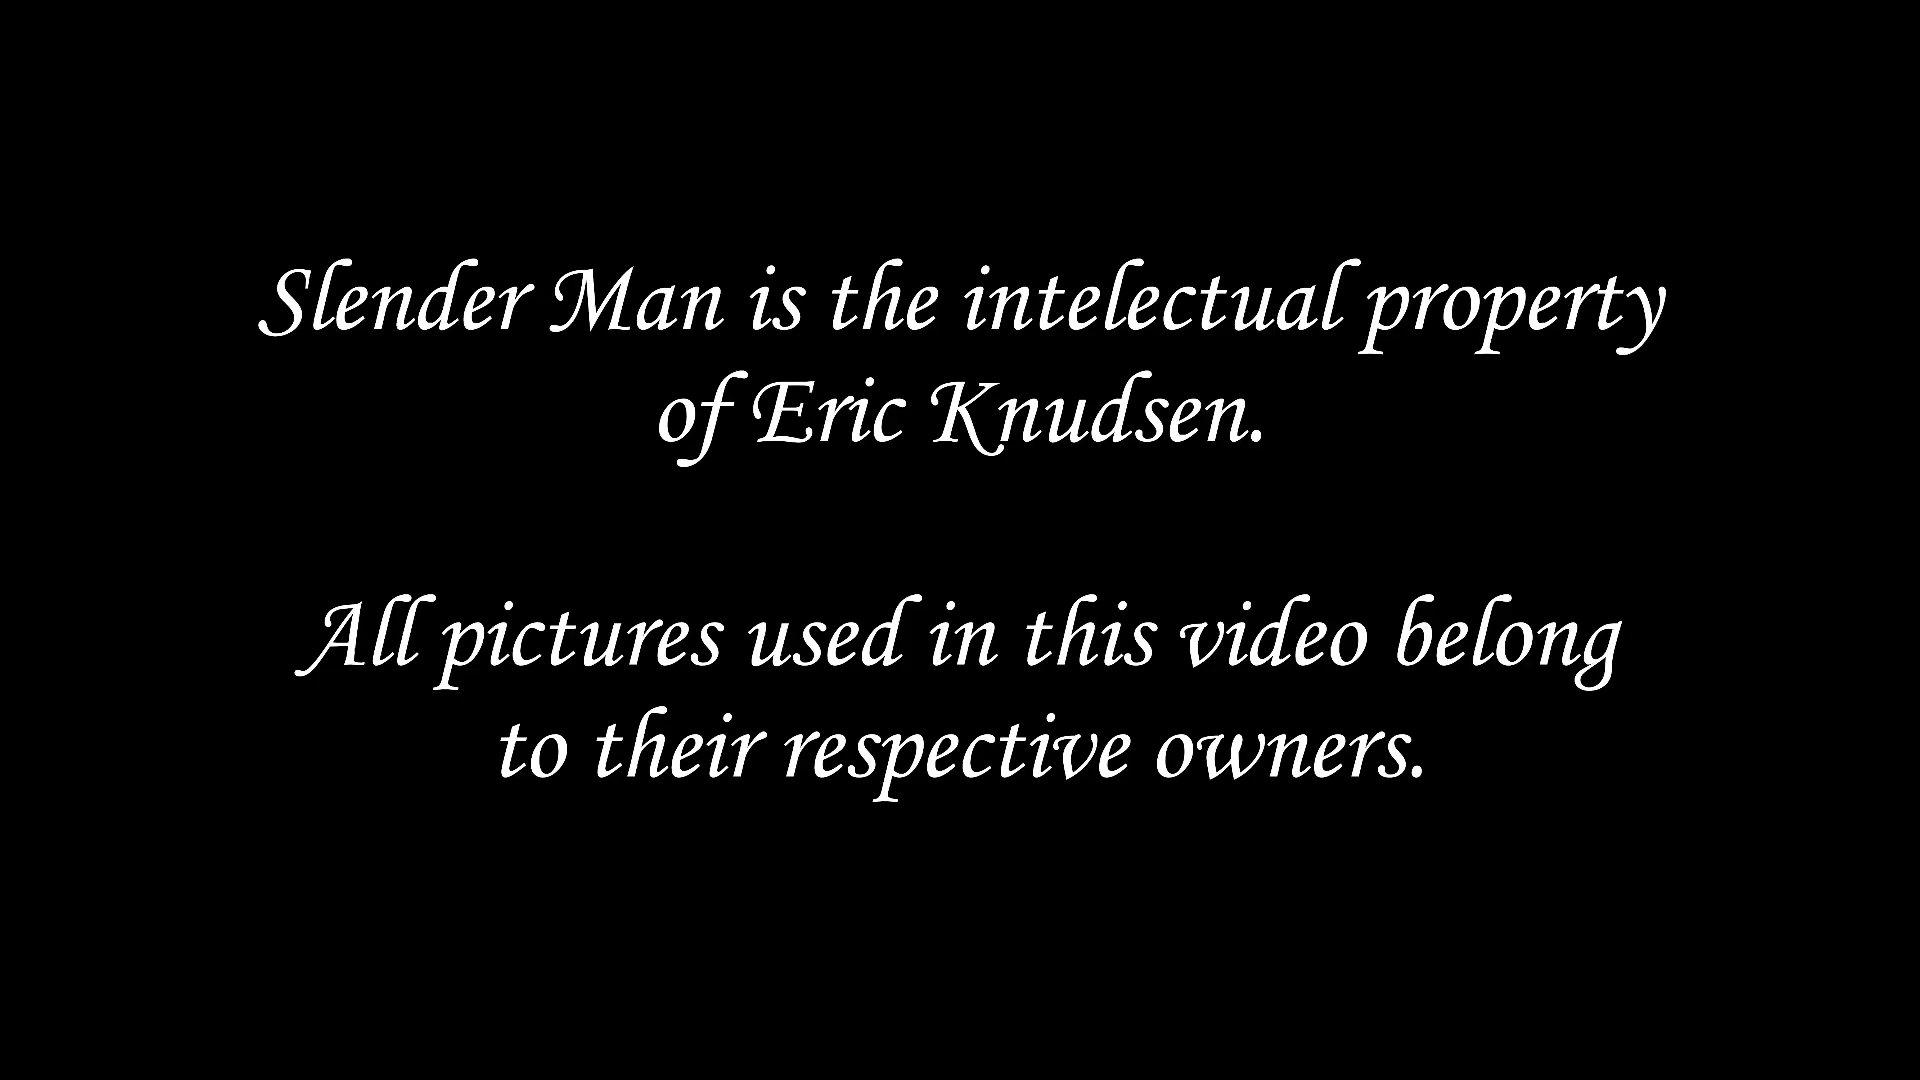 Slender Man is the intelectual property
of Eric Knudsen.
All pictures used in this video belong
to their respective owners.